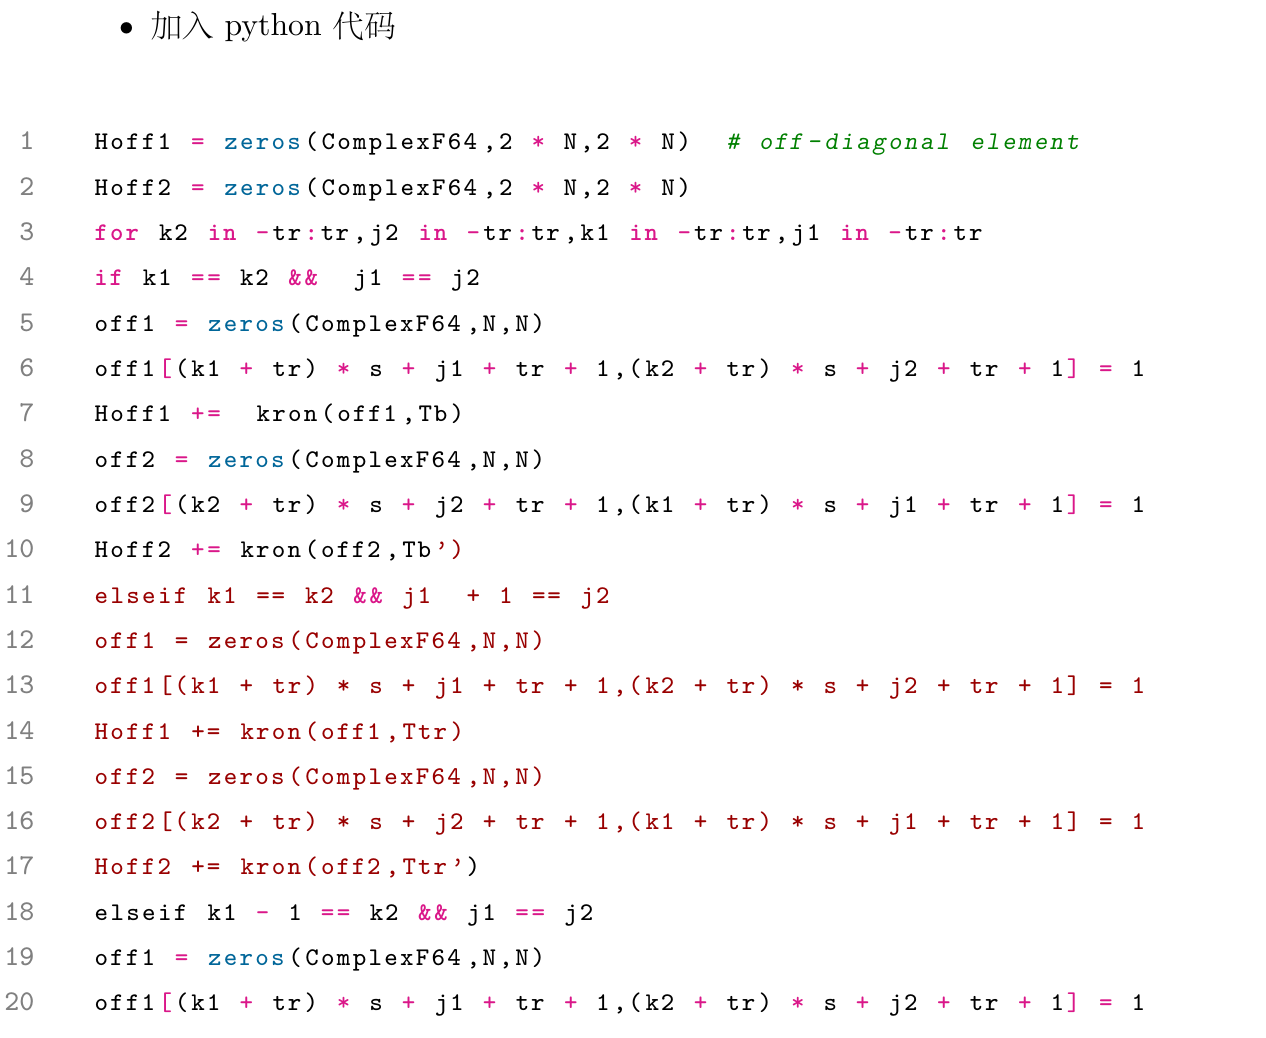 • 加入 python 代码
1 Hoff1 = zeros(ComplexF64,2 * N,2 * N)  # off-diagonal element
2 Hoff2 = zeros(ComplexF64,2 * N,2 * N)
3 for k2 in -tr:tr,j2 in -tr:tr,k1 in -tr:tr,j1 in -tr:tr
4 if k1 == k2 &&  j1 == j2
5 off1 = zeros(ComplexF64,N,N)
6 off1[(k1 + tr) * s + j1 + tr + 1,(k2 + tr) * s + j2 + tr + 1] = 1
7 Hoff1 +=  kron(off1,Tb)
8 off2 = zeros(ComplexF64,N,N)
9 off2[(k2 + tr) * s + j2 + tr + 1,(k1 + tr) * s + j1 + tr + 1] = 1
10 Hoff2 += kron(off2,Tb’)
11 elseif k1 == k2 && j1  + 1 == j2
12 off1 = zeros(ComplexF64,N,N)
13 off1[(k1 + tr) * s + j1 + tr + 1,(k2 + tr) * s + j2 + tr + 1] = 1
14 Hoff1 += kron(off1,Ttr)
15 off2 = zeros(ComplexF64,N,N)
16 off2[(k2 + tr) * s + j2 + tr + 1,(k1 + tr) * s + j1 + tr + 1] = 1
17 Hoff2 += kron(off2,Ttr’)
18 elseif k1 - 1 == k2 && j1 == j2
19 off1 = zeros(ComplexF64,N,N)
20 off1[(k1 + tr) * s + j1 + tr + 1,(k2 + tr) * s + j2 + tr + 1] = 1